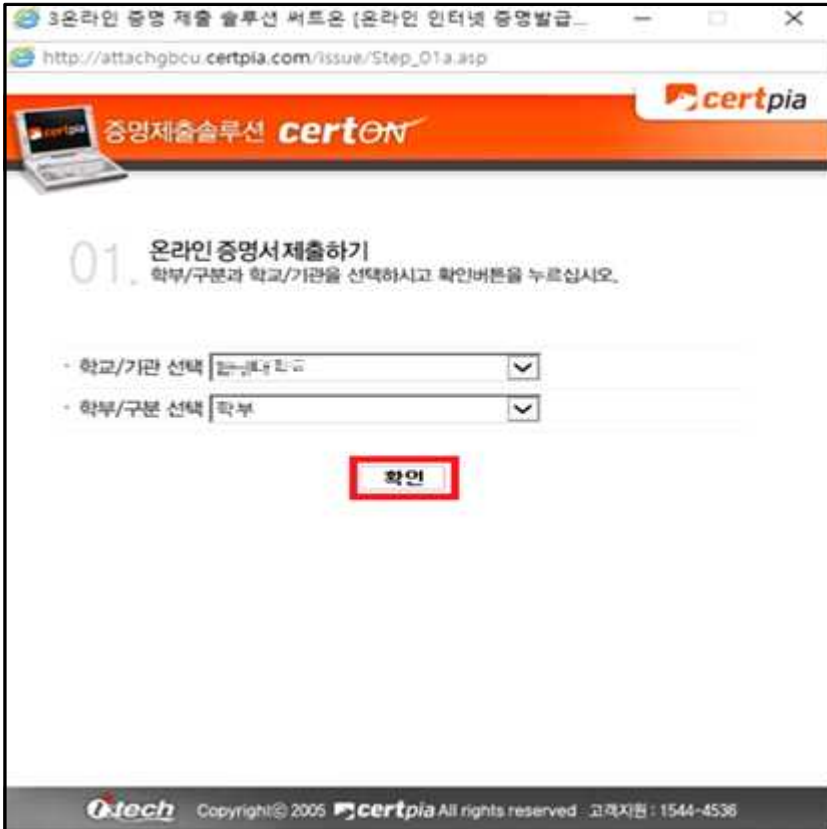 3온라인 증명 제출 솔루션 써트온 [온라인 인터넷 증명발급...
http://attachgbcu.certpia.com/issue/Step_01a.asp
certpia
certpia
증명제출솔루션 certON
01. 온라인 증명서 제출하기
학부/구분과 학교/기관을 선택하시고 확인버튼을 누르십시오.
· 학교/기관 선택
· 학부/구분 선택 학부
확인
itech Copyright© 2005 certpia All rights reserved 고객지원 : 1544-4536